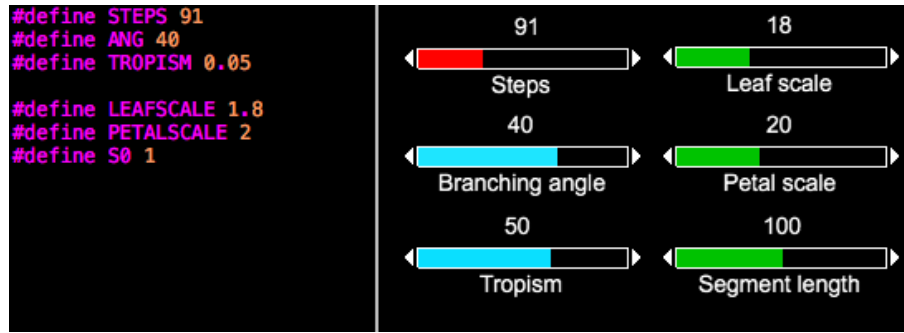 #define STEPS 91
#define ANG 40
#define TROPISM 0.05
#define LEAFSCALE 1.8
#define PETALSCALE 2
#define S0 1
91
Steps
40
Branching angle
50
Tropism
18
Leaf scale
20
Petal scale
100
Segment length